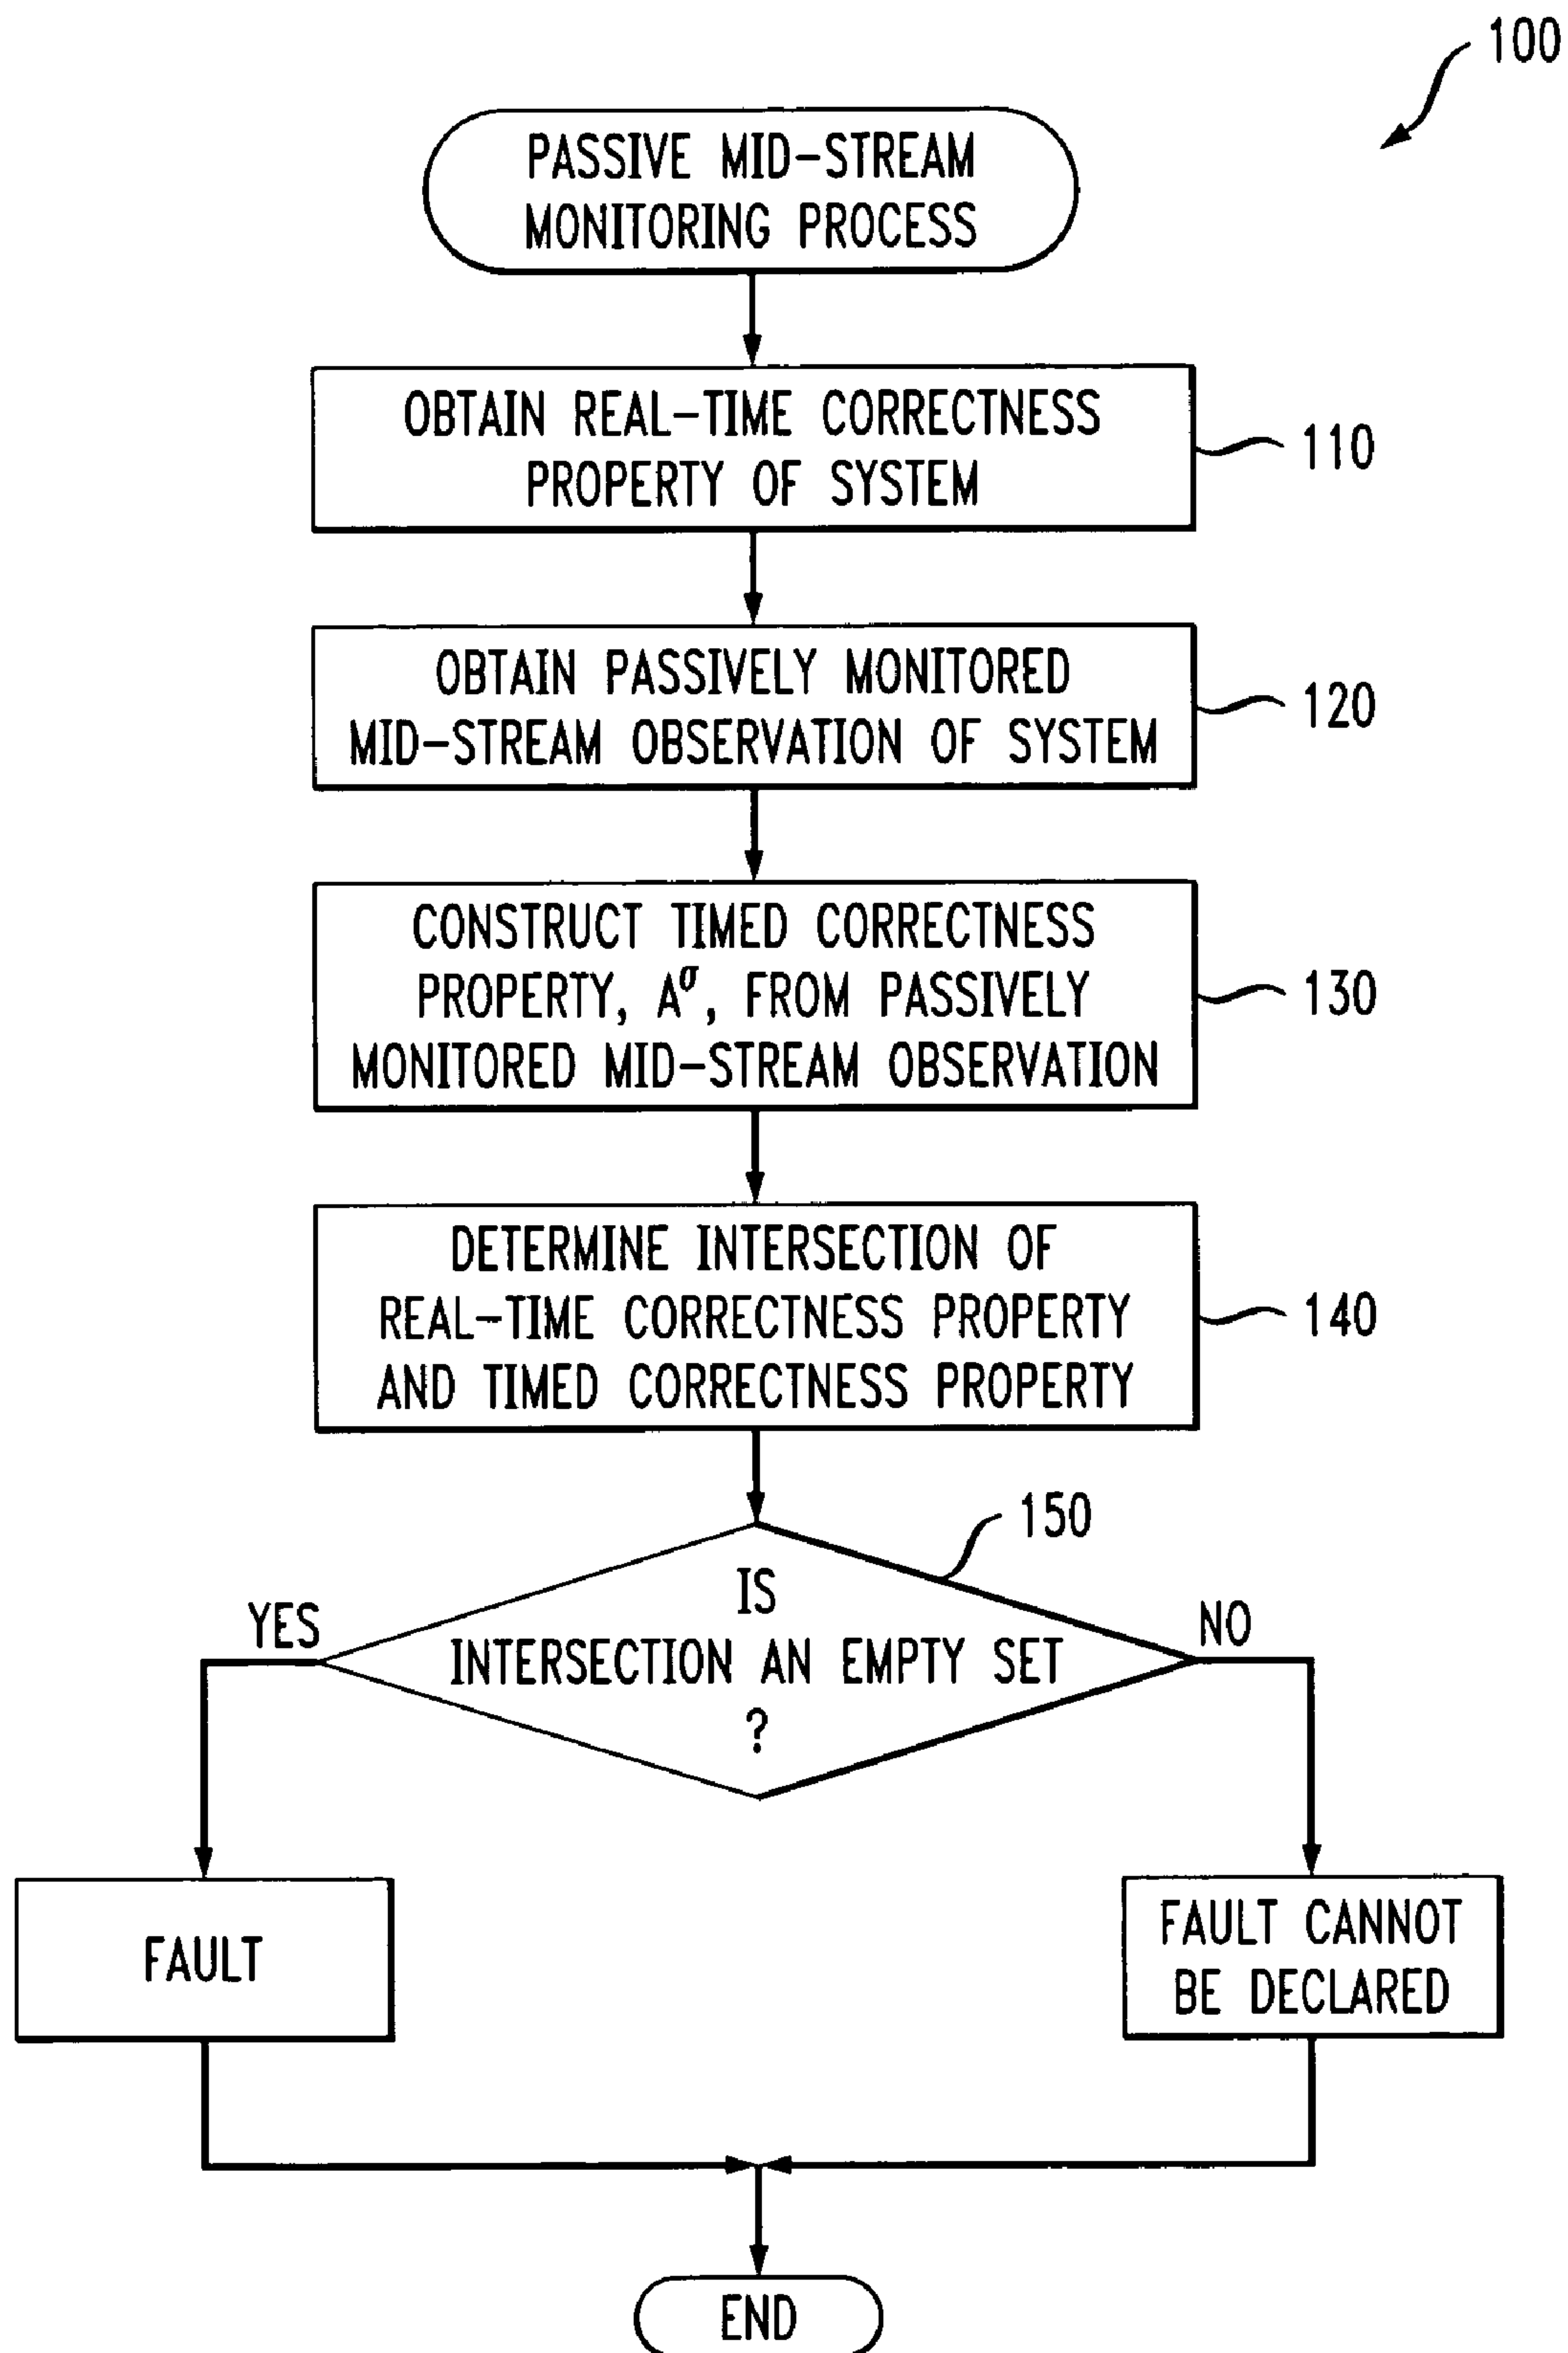 100
PASSIVE MID-STREAM
MONITORING PROCESS
OBTAIN REAL-TIME CORRECTNESS
PROPERTY OF SYSTEM
110
OBTAIN PASSIVELY MONITORED
MID-STREAM OBSERVATION OF SYSTEM
120
CONSTRUCT TIMED CORRECTNESS
PROPERTY, A^σ, FROM PASSIVELY
MONITORED MID-STREAM OBSERVATION
130
DETERMINE INTERSECTION OF
REAL-TIME CORRECTNESS PROPERTY
AND TIMED CORRECTNESS PROPERTY
140
150
IS
INTERSECTION AN EMPTY SET
?
YES
NO
FAULT
FAULT CANNOT
BE DECLARED
END